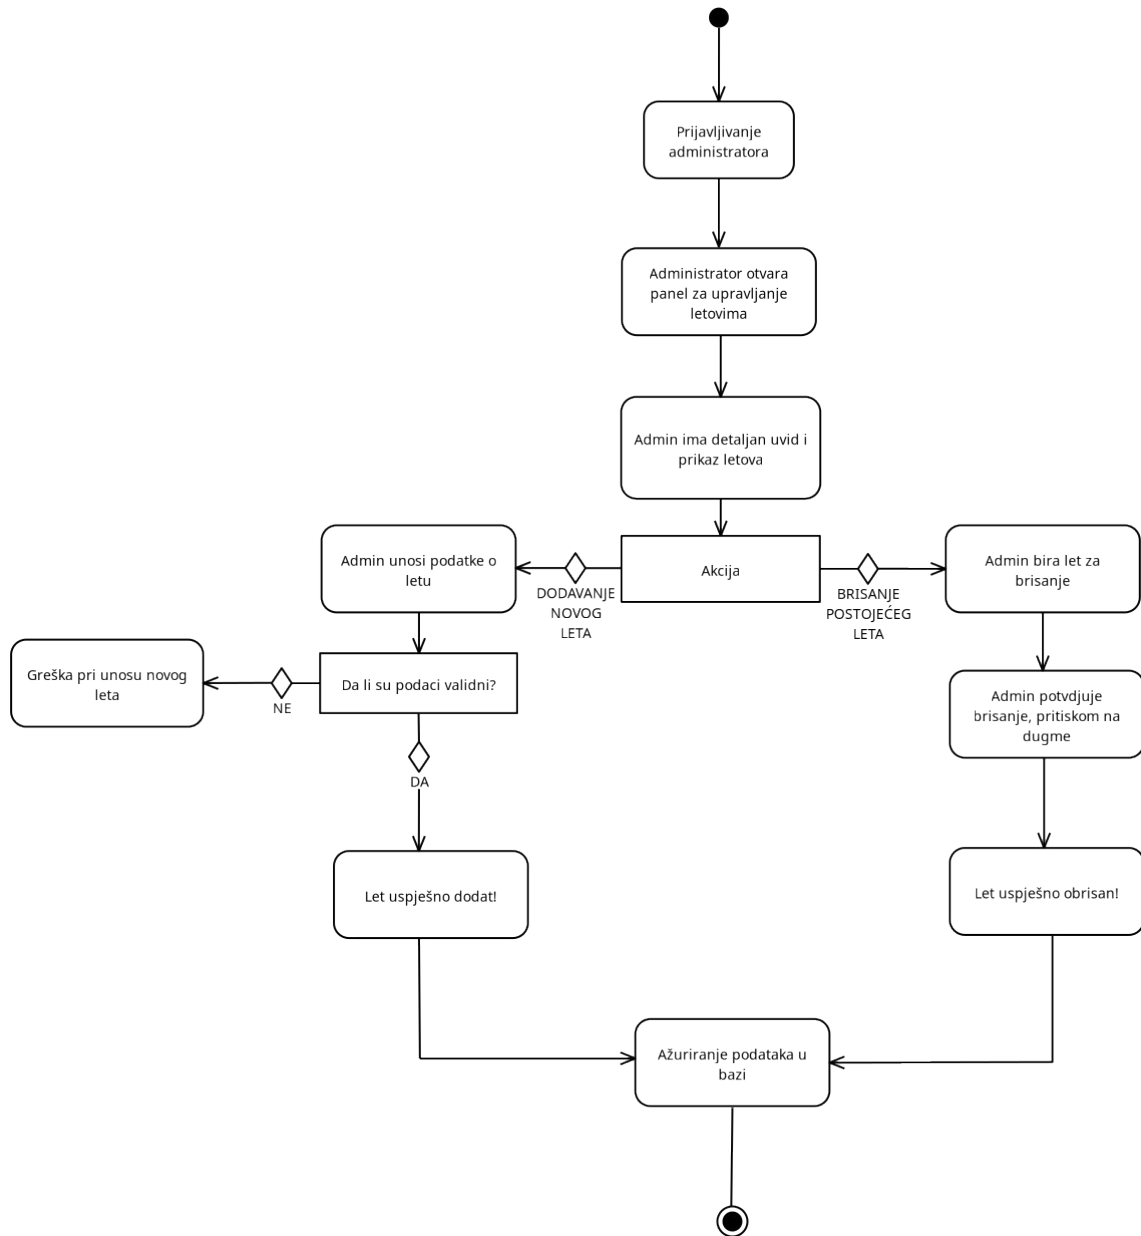 Prijavljivanje
administratora
Administrator otvara
panel za upravljanje
letovima
Admin ima detaljan uvid i
prikaz letova
Akcija
DODAVANJE
NOVOG
LETA
BRISANJE
POSTOJEĆEG
LETA
Admin unosi podatke o
letu
Admin bira let za
brisanje
Da li su podaci validni?
NE
Greška pri unosu novog
leta
DA
Admin potvdjuje
brisanje, pritiskom na
dugme
Let uspješno dodat!
Let uspješno obrisan!
Ažuriranje podataka u
bazi